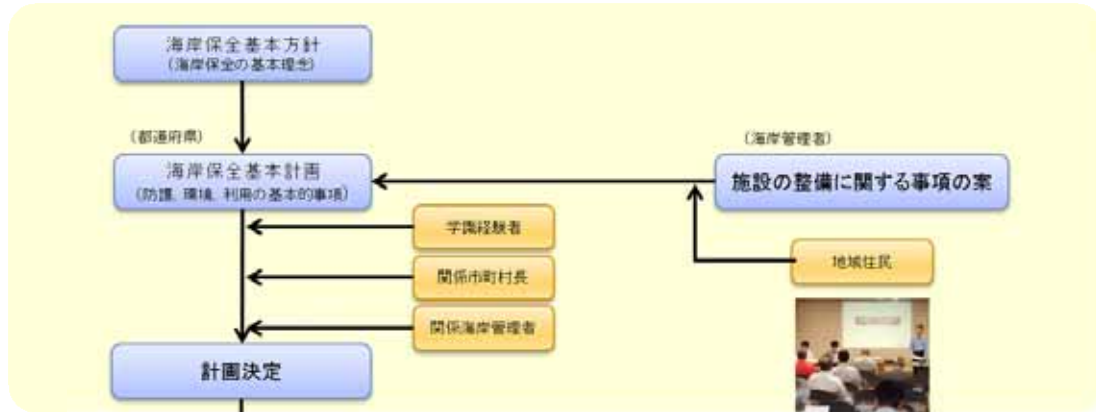 海岸保全基本方針
(海岸保全の基本理念)
(都道府県)
海岸保全基本計画
(防護、環境、利用の基本的事項)
(海岸管理者)
施設の整備に関する事項の案
学識経験者
関係市町村長
関係海岸管理者
地域住民
計画決定